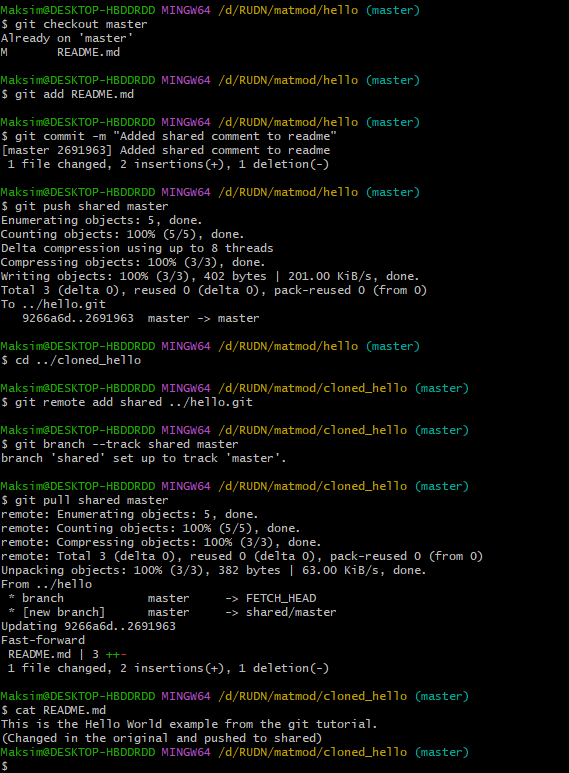 Maksim@DESKTOP-HBDDRDD MINGW64 /d/RUDN/matmod/hello (master)
$ git checkout master
Already on 'master'
M       README.md

Maksim@DESKTOP-HBDDRDD MINGW64 /d/RUDN/matmod/hello (master)
$ git add README.md

Maksim@DESKTOP-HBDDRDD MINGW64 /d/RUDN/matmod/hello (master)
$ git commit -m "Added shared comment to readme"
[master 2691963] Added shared comment to readme
 1 file changed, 2 insertions(+), 1 deletion(-)

Maksim@DESKTOP-HBDDRDD MINGW64 /d/RUDN/matmod/hello (master)
$ git push shared master
Enumerating objects: 5, done.
Counting objects: 100% (5/5), done.
Delta compression using up to 8 threads
Compressing objects: 100% (3/3), done.
Writing objects: 100% (3/3), 402 bytes | 201.00 KiB/s, done.
Total 3 (delta 0), reused 0 (delta 0), pack-reused 0 (from 0)
To ../hello.git
   9266a6d..2691963  master -> master

Maksim@DESKTOP-HBDDRDD MINGW64 /d/RUDN/matmod/hello (master)
$ cd ../cloned_hello

Maksim@DESKTOP-HBDDRDD MINGW64 /d/RUDN/matmod/cloned_hello (master)
$ git remote add shared ../hello.git

Maksim@DESKTOP-HBDDRDD MINGW64 /d/RUDN/matmod/cloned_hello (master)
$ git branch --track shared master
branch 'shared' set up to track 'master'.

Maksim@DESKTOP-HBDDRDD MINGW64 /d/RUDN/matmod/cloned_hello (master)
$ git pull shared master
remote: Enumerating objects: 5, done.
remote: Counting objects: 100% (5/5), done.
remote: Compressing objects: 100% (3/3), done.
remote: Total 3 (delta 0), reused 0 (delta 0), pack-reused 0 (from 0)
Unpacking objects: 100% (3/3), 382 bytes | 63.00 KiB/s, done.
From ../hello
 * branch            master     -> FETCH_HEAD
 * [new branch]      master     -> shared/master
Updating 9266a6d..2691963
Fast-forward
 README.md | 3 ++-
 1 file changed, 2 insertions(+), 1 deletion(-)

Maksim@DESKTOP-HBDDRDD MINGW64 /d/RUDN/matmod/cloned_hello (master)
$ cat README.md
This is the Hello World example from the git tutorial.
(Changed in the original and pushed to shared)
Maksim@DESKTOP-HBDDRDD MINGW64 /d/RUDN/matmod/cloned_hello (master)
$